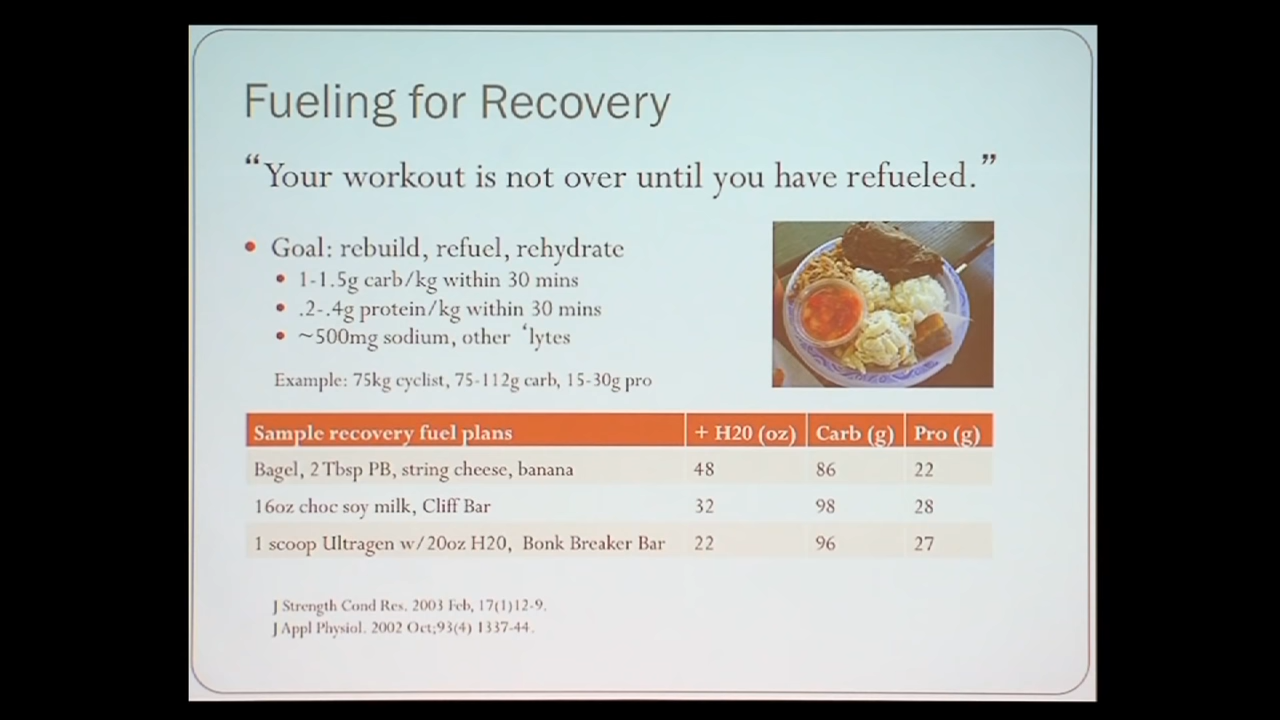 Fueling for Recovery
“Your workout is not over until you have refueled.”
• Goal: rebuild, refuel, rehydrate
• 1-1.5g carb/kg within 30 mins
• .2-.4g protein/kg within 30 mins
• ~500mg sodium, other ‘lytes
Example: 75kg cyclist, 75-112g carb, 15-30g pro
Sample recovery fuel plans + H20 (oz) Carb (g) Pro (g)
Bagel, 2 Tbsp PB, string cheese, banana 48 86 22
16oz choc soy milk, Cliff Bar 32 98 28
1 scoop Ultragen w/20oz H20, Bonk Breaker Bar 22 96 27
J Strength Cond Res. 2003 Feb, 17(1)12-9.
J Appl Physiol. 2002 Oct;93(4) 1337-44.